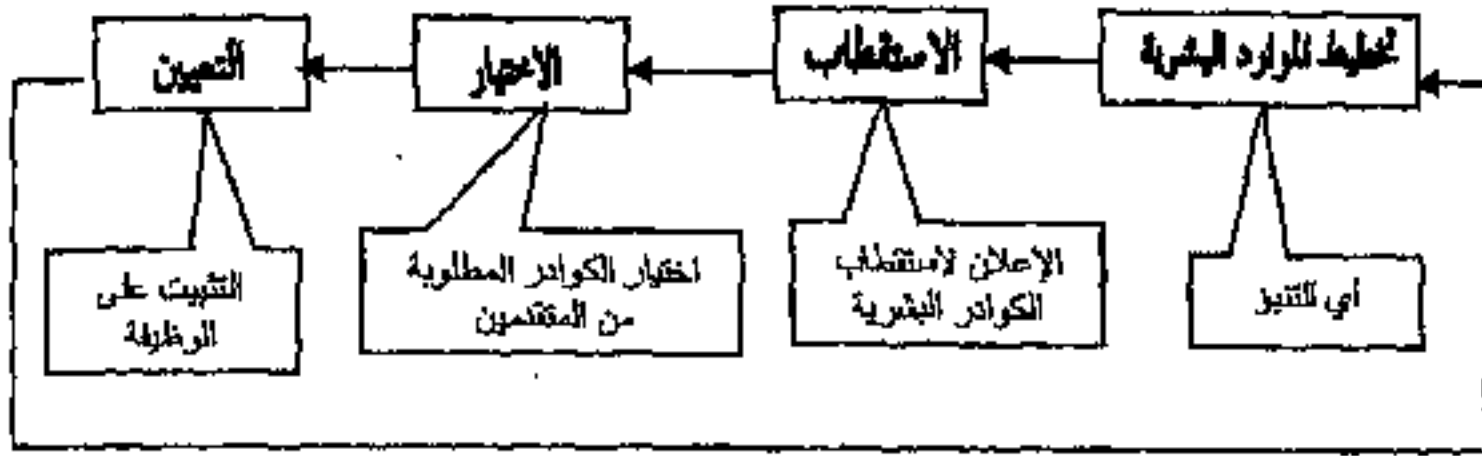 تخطيط الموارد البشرية
الاستقطاب
الاختيار
التعيين
أي التنبؤ
الإعلان لاستقطاب
الكوادر البشرية
اختيار الكوادر المطلوبة
من المتقدمين
التثبيت على
الوظيفة